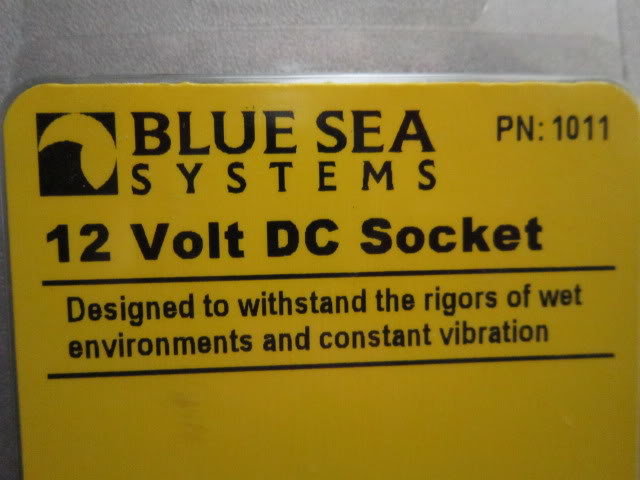 BLUE SEA
SYSTEMS
PN: 1011
12 Volt DC Socket
Designed to withstand the rigors of wet
environments and constant vibration